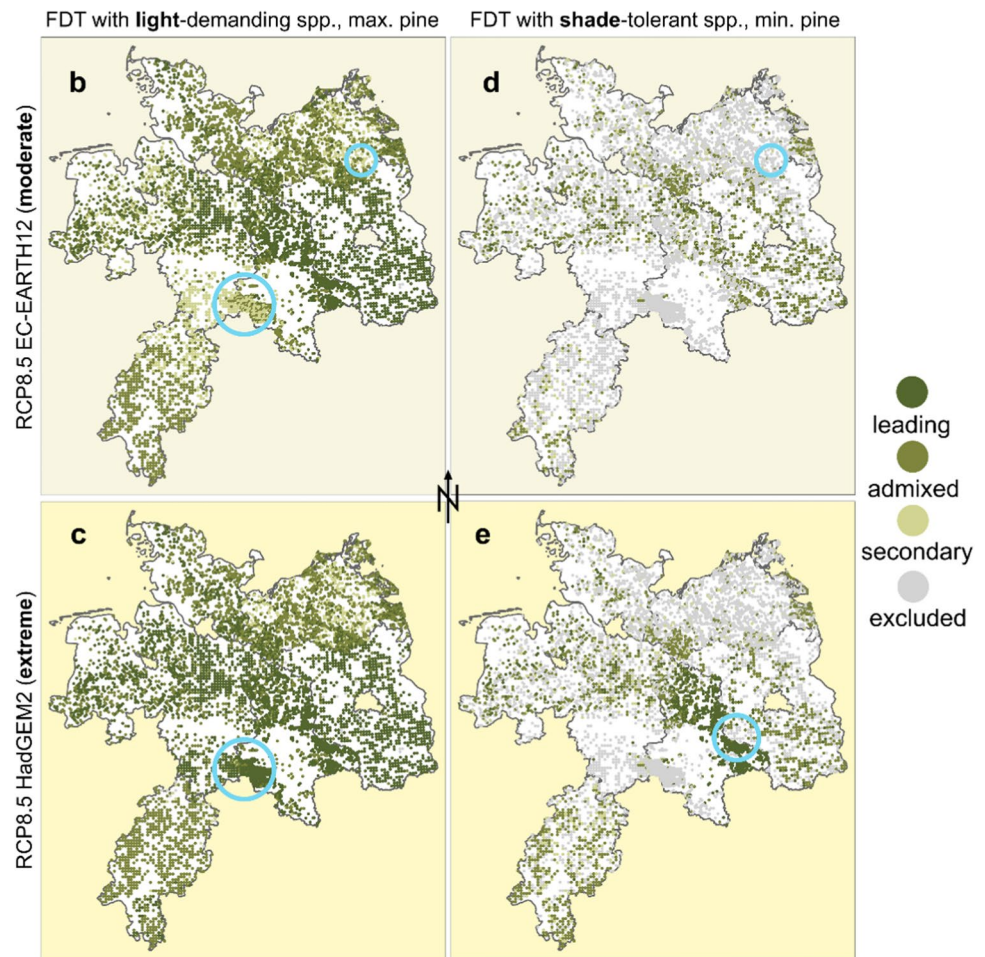 FDT with light-demanding spp., max. pine
FDT with shade-tolerant spp., min. pine
RCP8.5 EC-EARTH12 (moderate)
b
d
N
RCP8.5 HadGEM2 (extreme)
c
e
leading
admixed
secondary
excluded